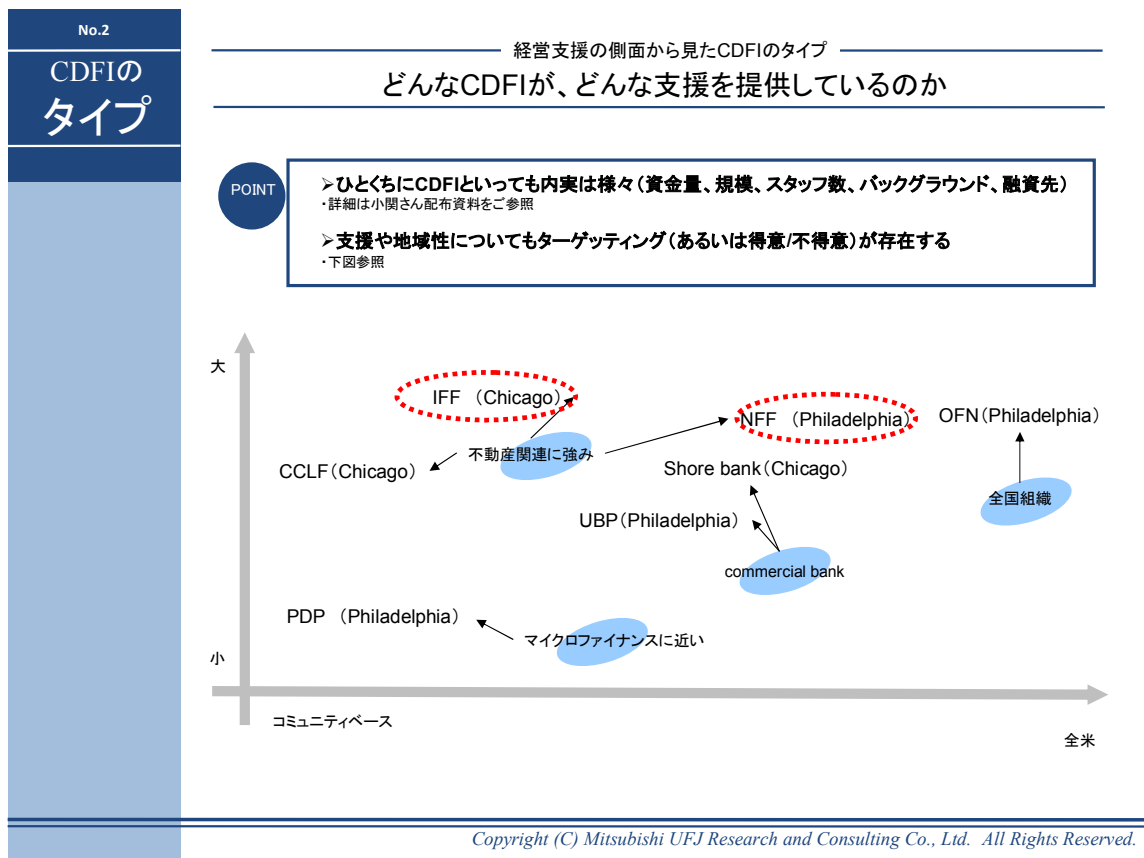 No.2
CDFIの
タイプ
経営支援の側面から見たCDFIのタイプ
どんなCDFIが、どんな支援を提供しているのか
POINT
➢ひとくちにCDFIといっても内実は様々（資金量、規模、スタッフ数、バックグラウンド、融資先）
・詳細は小関さん配布資料をご参照
➢支援や地域性についてもターゲッティング（あるいは得意/不得意）が存在する
・下図参照
大
IFF （Chicago）
NFF （Philadelphia）
OFN（Philadelphia）
不動産関連に強み
CCLF（Chicago）
Shore bank（Chicago）
全国組織
UBP（Philadelphia）
commercial bank
PDP （Philadelphia）
マイクロファイナンスに近い
小
コミュニティベース
全米
Copyright (C) Mitsubishi UFJ Research and Consulting Co., Ltd. All Rights Reserved.